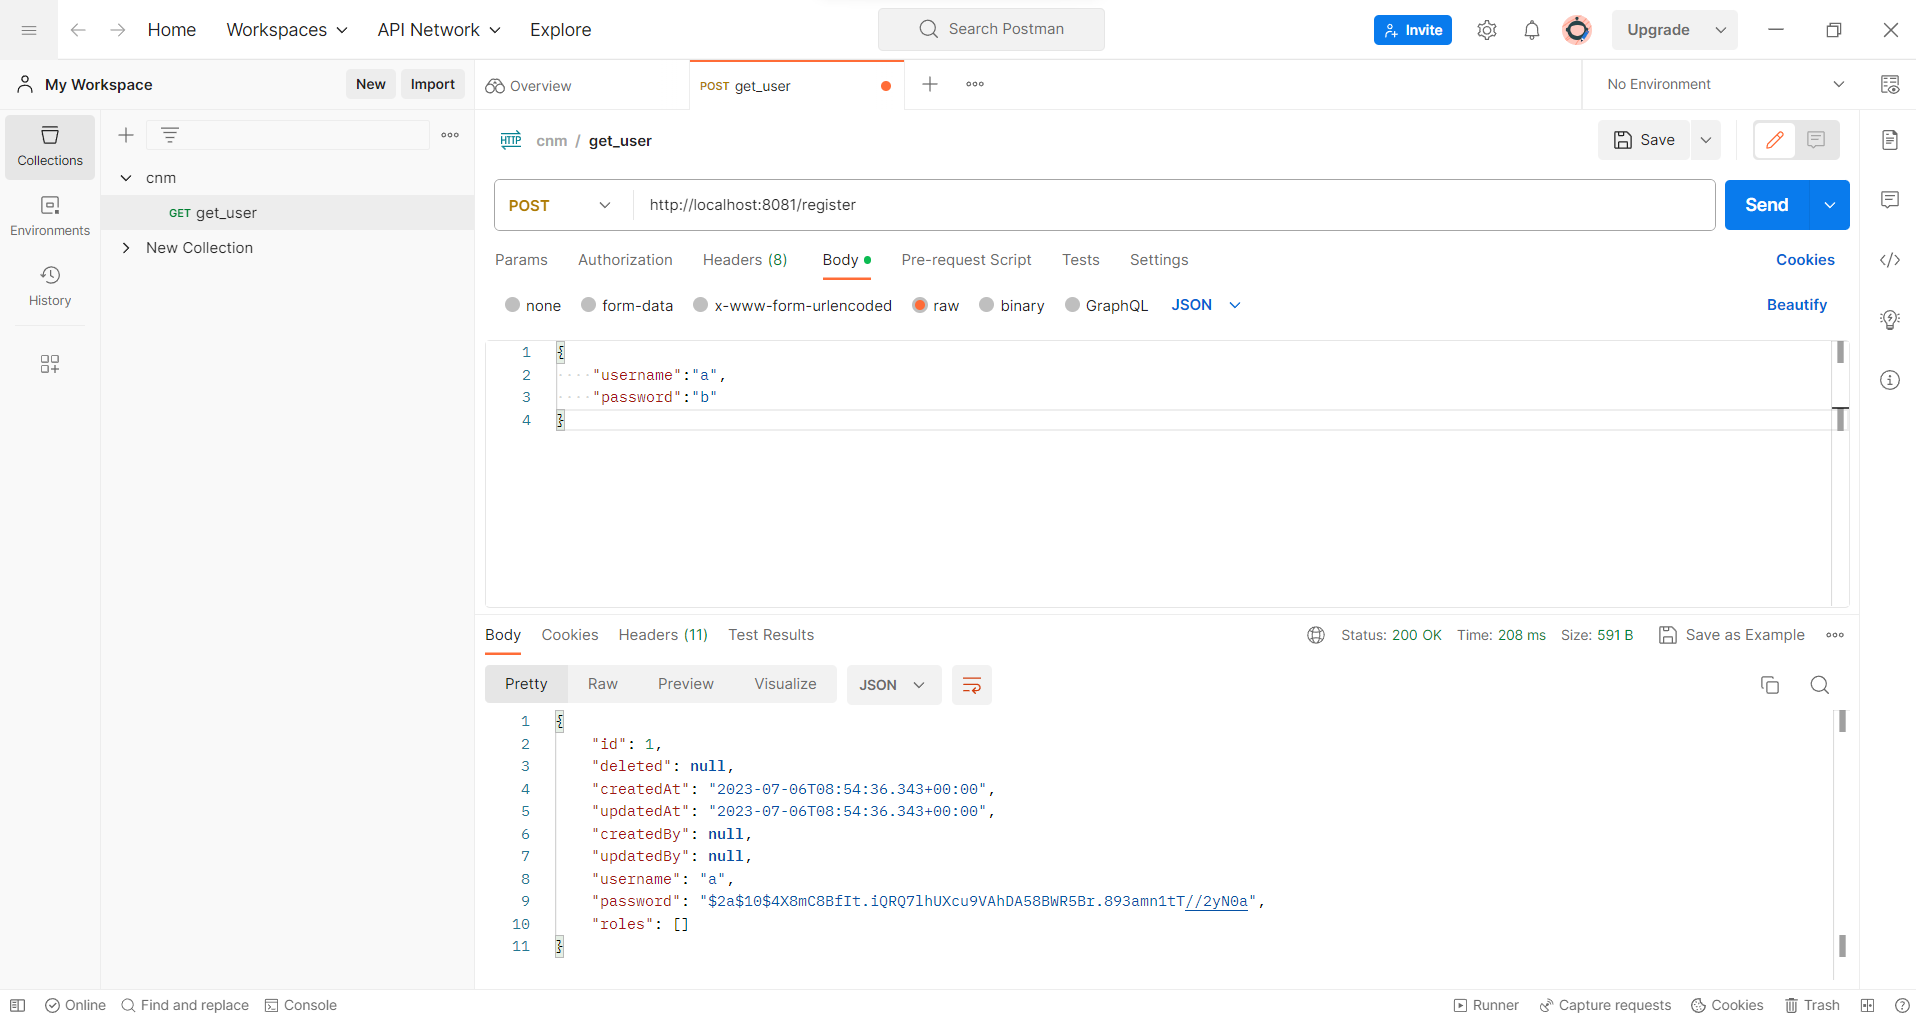 Home Workspaces API Network Explore Search Postman Invite Upgrade
My Workspace New Import Overview POST get_user No Environment
Collections
Environments
History
cnm
GET get_user
New Collection
HTTP cnm / get_user Save
POST http://localhost:8081/register Send
Params Authorization Headers (8) Body Pre-request Script Tests Settings Cookies
none form-data x-www-form-urlencoded raw binary GraphQL JSON Beautify
1 {
2 "username":"a",
3 "password":"b"
4 }
Body Cookies Headers (11) Test Results Status: 200 OK Time: 208 ms Size: 591 B Save as Example
Pretty Raw Preview Visualize JSON
1 {
2 "id": 1,
3 "deleted": null,
4 "createdAt": "2023-07-06T08:54:36.343+00:00",
5 "updatedAt": "2023-07-06T08:54:36.343+00:00",
6 "createdBy": null,
7 "updatedBy": null,
8 "username": "a",
9 "password": "$2a$10$4X8mC8BfIt.iQRQ7lhUXcu9VAhDA58BWR5Br.893amn1tT//2yN0a",
10 "roles": []
11 }
Online Find and replace Console Runner Capture requests Cookies Trash